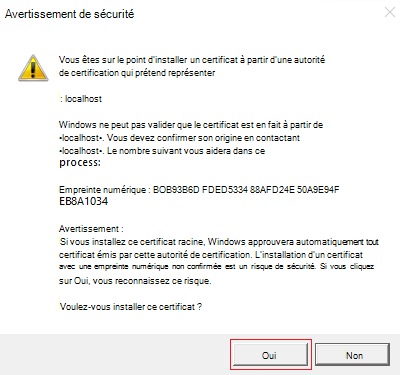 Avertissement de sécurité
Vous êtes sur le point d'installer un certificat à partir d'une autorité
de certification qui prétend représenter
: localhost
Windows ne peut pas valider que le certificat est en fait à partir de
«localhost». Vous devez confirmer son origine en contactant
«localhost». Le nombre suivant vous aidera dans ce
process:
Empreinte numérique : BOB93B6D FDED5334 88AFD24E 50A9E94F
EB8A1034
Avertissement :
Si vous installez ce certificat racine, Windows approuvera automatiquement tout
certificat émis par cette autorité de certification. L'installation d'un certificat
avec une empreinte numérique non confirmée est un risque de sécurité. Si vous cliquez
sur Oui, vous reconnaissez ce risque.
Voulez-vous installer ce certificat ?
Oui
Non